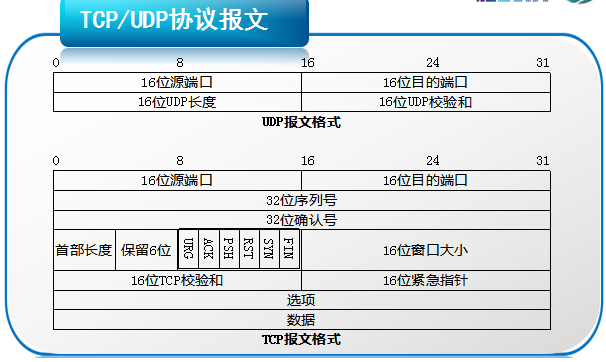 TCP/UDP协议报文
0 8 16 24 31
16位源端口 16位目的端口
16位UDP长度 16位UDP校验和
UDP报文格式
0 8 16 24 31
16位源端口 16位目的端口
32位序列号
32位确认号
首部长度 保留6位 URG ACK PSH RST SYN FIN 16位窗口大小
16位TCP校验和 16位紧急指针
选项
数据
TCP报文格式